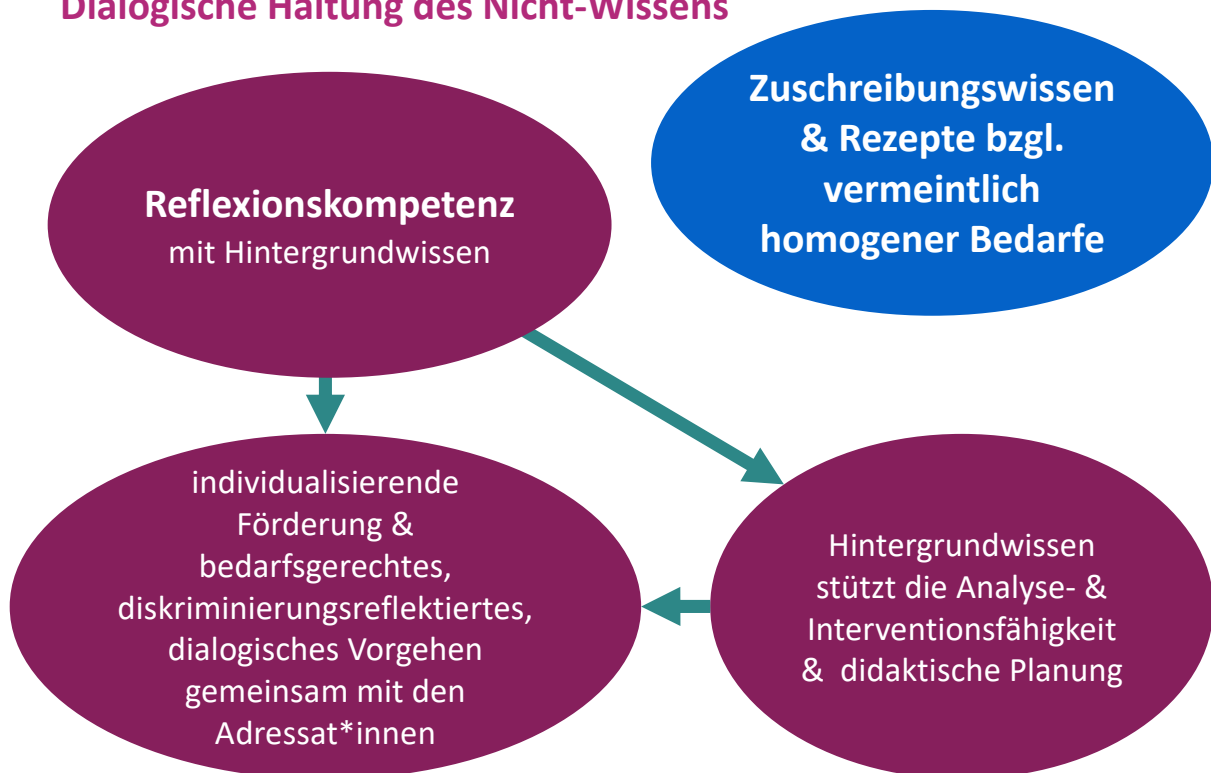 Dialogische Haltung des Nicht-Wissens
Zuschreibungswissen
& Rezepte bzgl.
vermeintlich
homogener Bedarfe
Reflexionskompetenz
mit Hintergrundwissen
individualisierende
Förderung &
bedarfsgerechtes,
diskriminierungsreflektiertes,
dialogisches Vorgehen
gemeinsam mit den
Adressat*innen
Hintergrundwissen
stützt die Analyse- &
Interventionsfähigkeit
& didaktische Planung